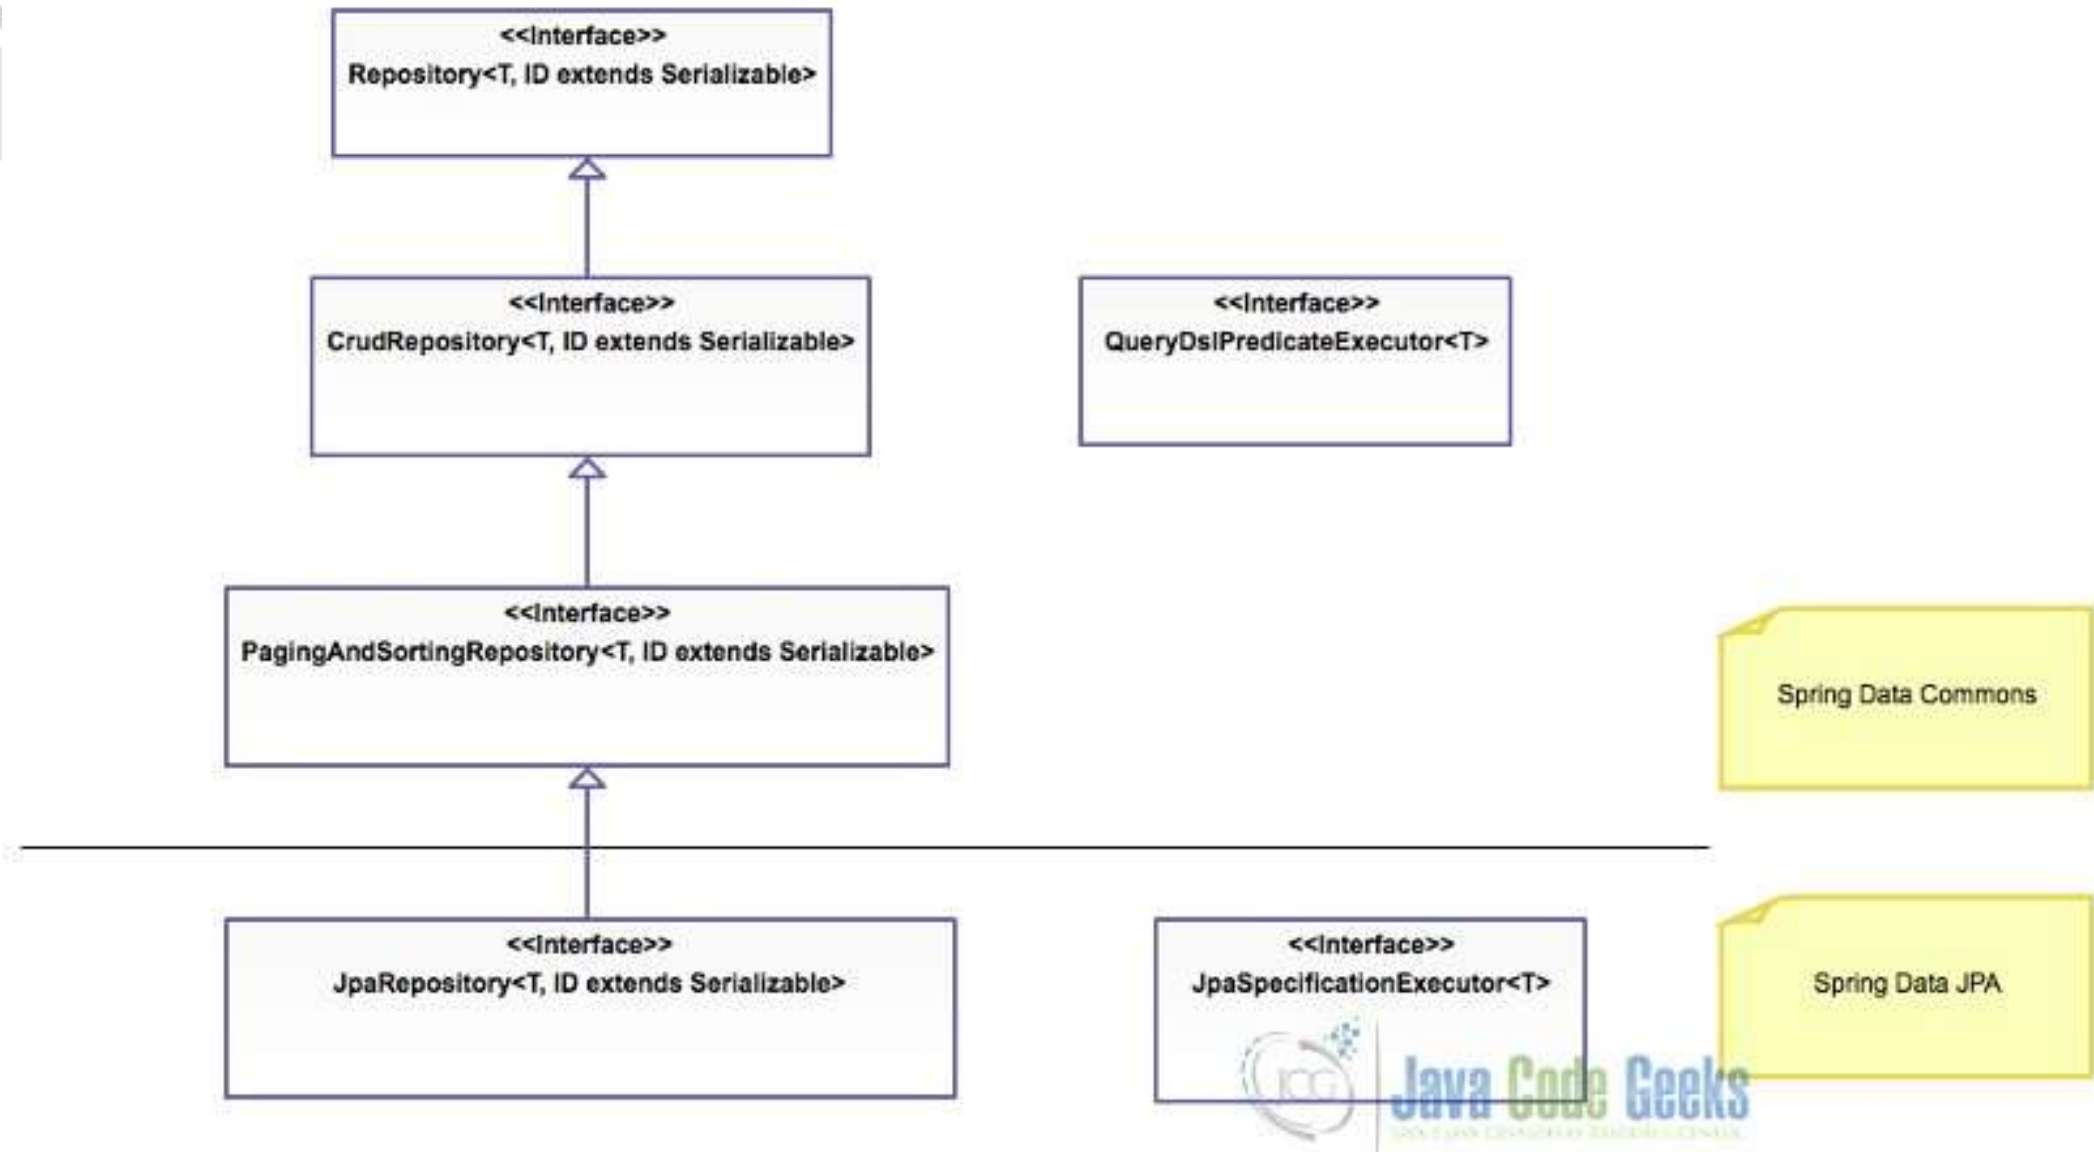 <<Interface>>
Repository<T, ID extends Serializable>
<<Interface>>
CrudRepository<T, ID extends Serializable>
<<Interface>>
QueryDslPredicateExecutor<T>
<<Interface>>
PagingAndSortingRepository<T, ID extends Serializable>
Spring Data Commons
<<Interface>>
JpaRepository<T, ID extends Serializable>
<<Interface>>
JpaSpecificationExecutor<T>
Spring Data JPA
JCG
Java Code Geeks